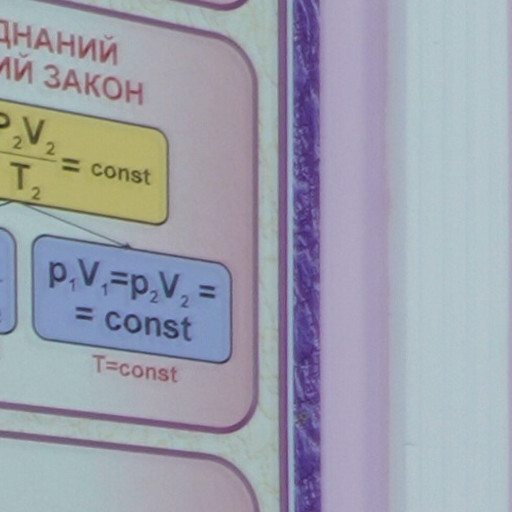 ДНАНИЙ
ИЙ ЗАКОН
P₂V₂
T₂
= const
p₁V₁=p₂V₂ =
= const
T=const